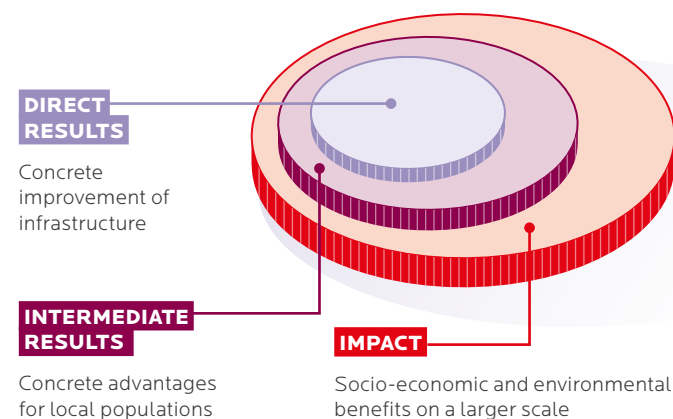 DIRECT
RESULTS
Concrete
improvement of
infrastructure
INTERMEDIATE
RESULTS
Concrete advantages
for local populations
IMPACT
Socio-economic and environmental
benefits on a larger scale